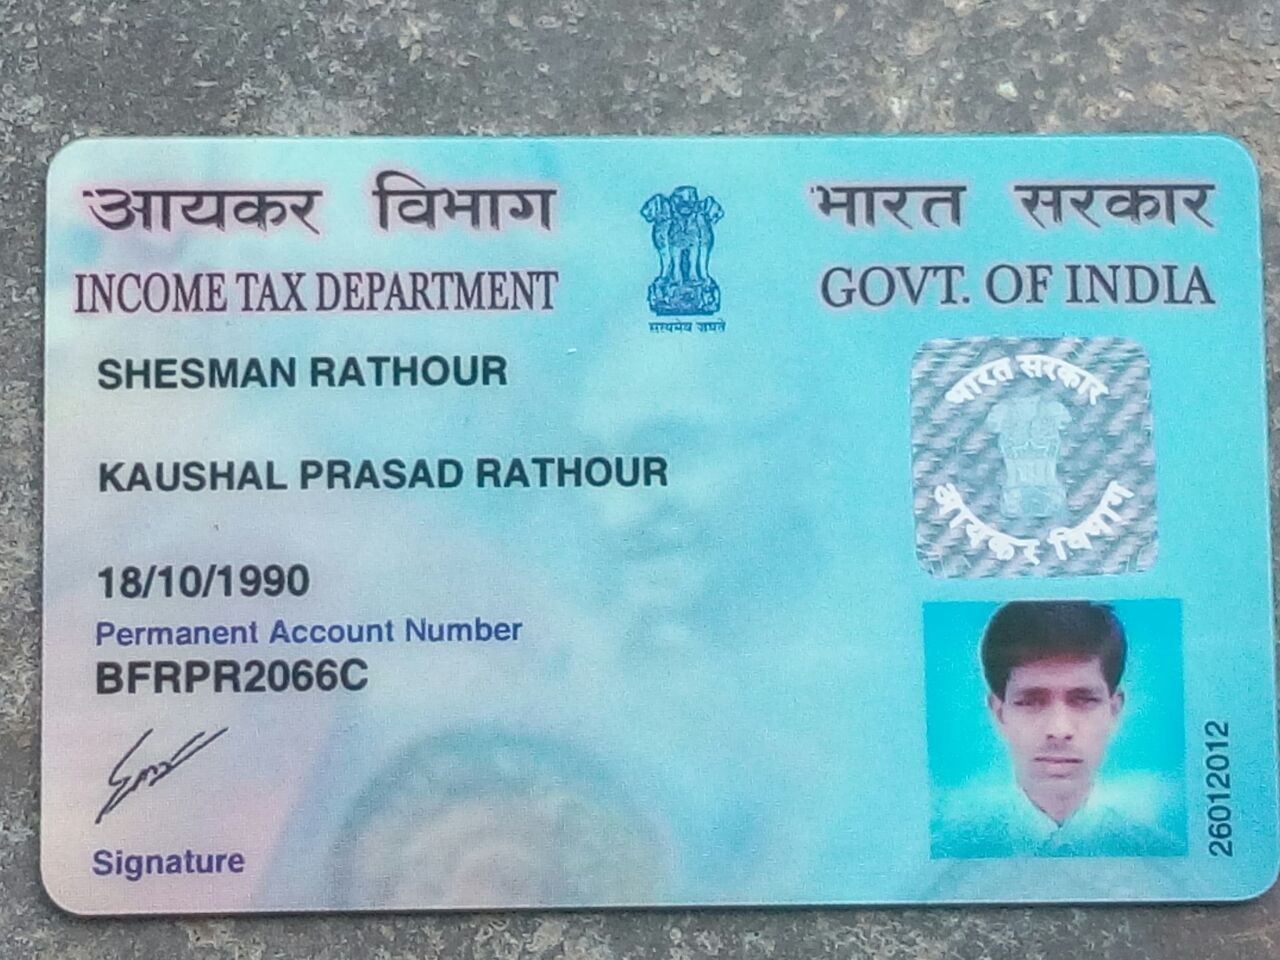 आयकर विभाग
INCOME TAX DEPARTMENT
सत्यमेव जयते
भारत सरकार
GOVT. OF INDIA
SHESMAN RATHOUR
KAUSHAL PRASAD RATHOUR
18/10/1990
Permanent Account Number
BFRPR2066C
Signature
भारत सरकार
आयकर विभाग
26012012